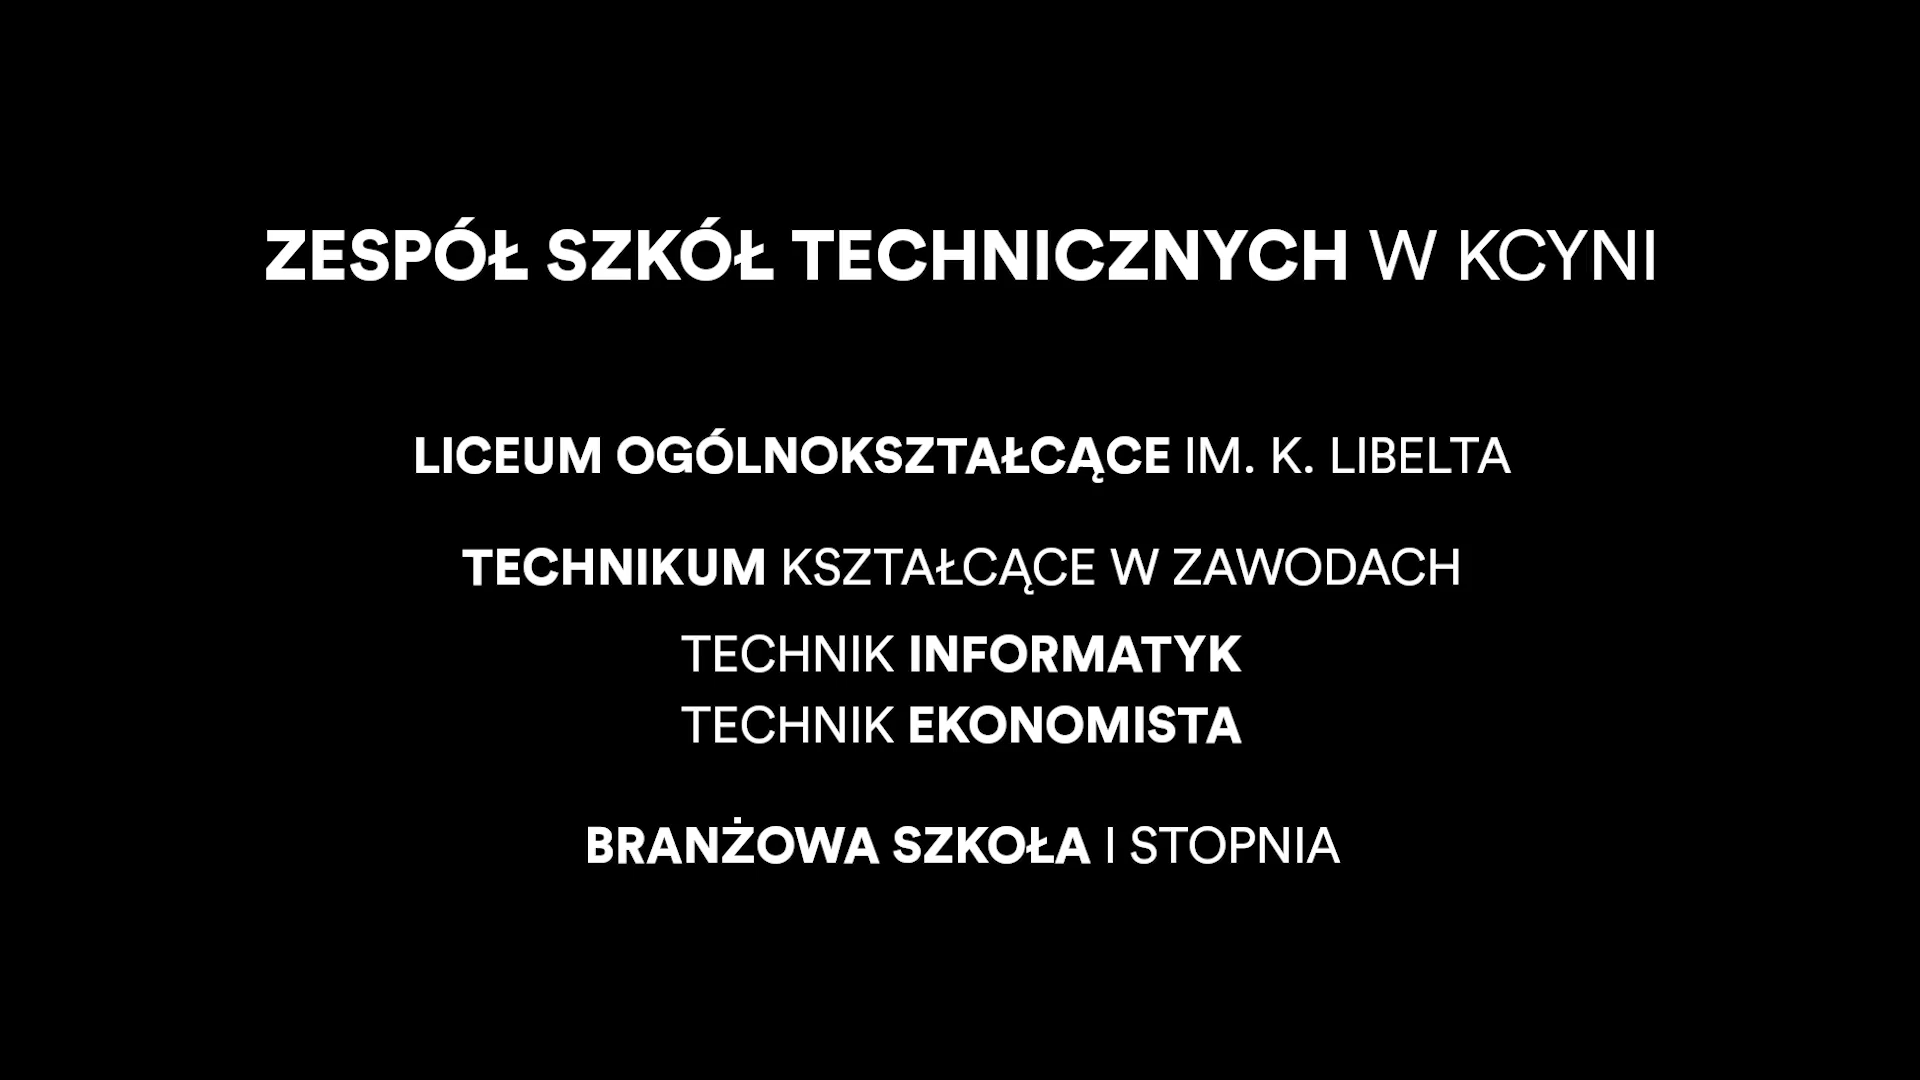 ZESPÓŁ SZKÓŁ TECHNICZNYCH W KCYNI
LICEUM OGÓLNOKSZTAŁCĄCE IM. K. LIBELTA
TECHNIKUM KSZTAŁCĄCE W ZAWODACH
TECHNIK INFORMATYK
TECHNIK EKONOMISTA
BRANŻOWA SZKOŁA I STOPNIA